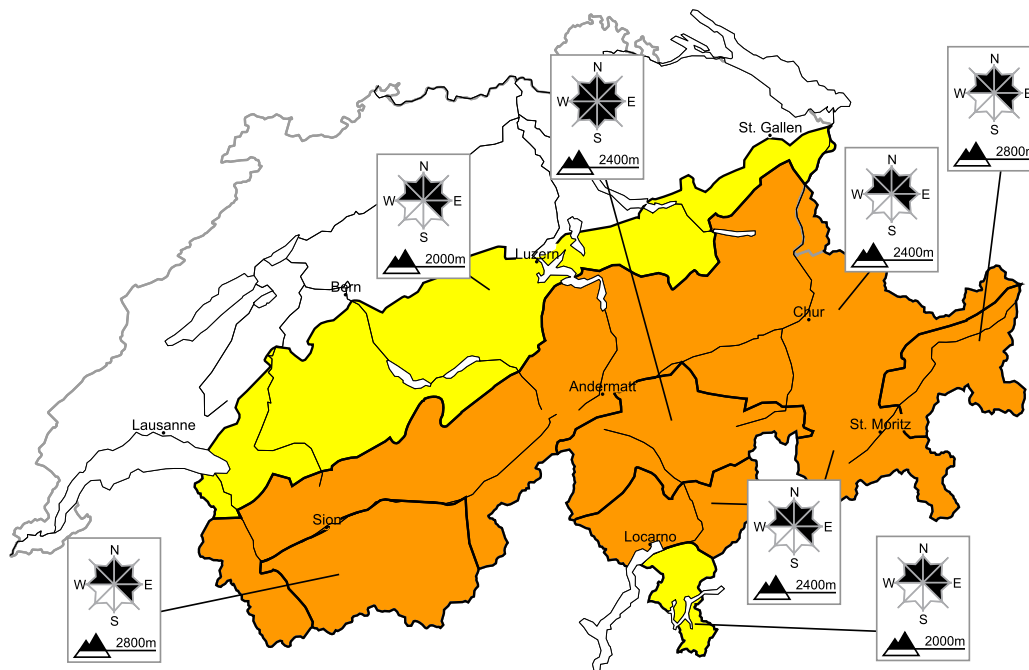 N
W E
S
2400m
N
W E
S
2800m
St. Gallen
N
W E
S
2000m
N
W E
S
2400m
Luzern
Bern
Chur
Andermatt
Lausanne
St. Moritz
N
W E
S
2400m
Sion
Locarno
N
W E
S
2800m
N
W E
S
2000m